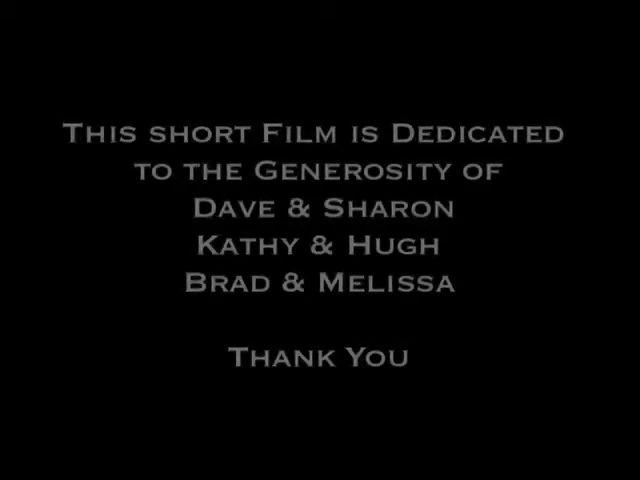 This short Film is Dedicated
to the Generosity of
Dave & Sharon
Kathy & Hugh
Brad & Melissa
Thank You